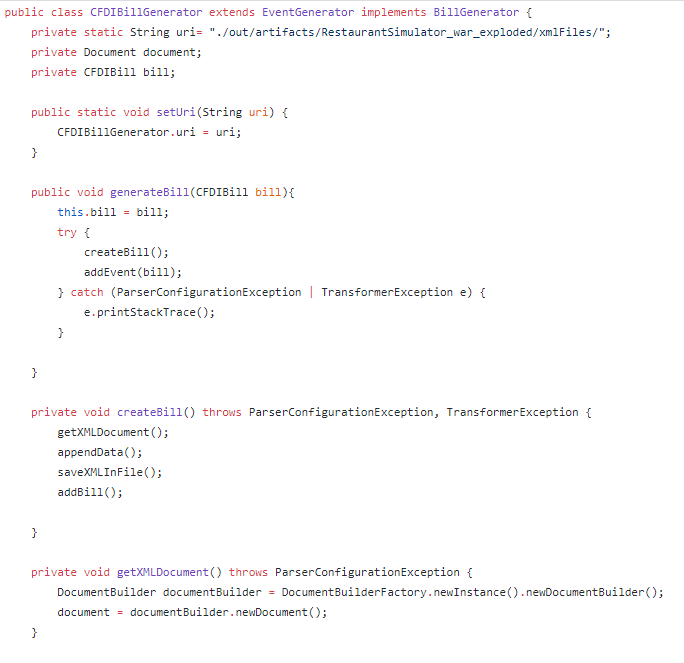 public class CFDIBillGenerator extends EventGenerator implements BillGenerator {
    private static String uri= "./out/artifacts/RestaurantSimulator_war_exploded/xmlFiles/";
    private Document document;
    private CFDIBill bill;

    public static void setUri(String uri) {
        CFDIBillGenerator.uri = uri;
    }

    public void generateBill(CFDIBill bill){
        this.bill = bill;
        try {
            createBill();
            addEvent(bill);
        } catch (ParserConfigurationException | TransformerException e) {
            e.printStackTrace();
        }

    }

    private void createBill() throws ParserConfigurationException, TransformerException {
        getXMLDocument();
        appendData();
        saveXMLInFile();
        addBill();

    }

    private void getXMLDocument() throws ParserConfigurationException {
        DocumentBuilder documentBuilder = DocumentBuilderFactory.newInstance().newDocumentBuilder();
        document = documentBuilder.newDocument();
    }